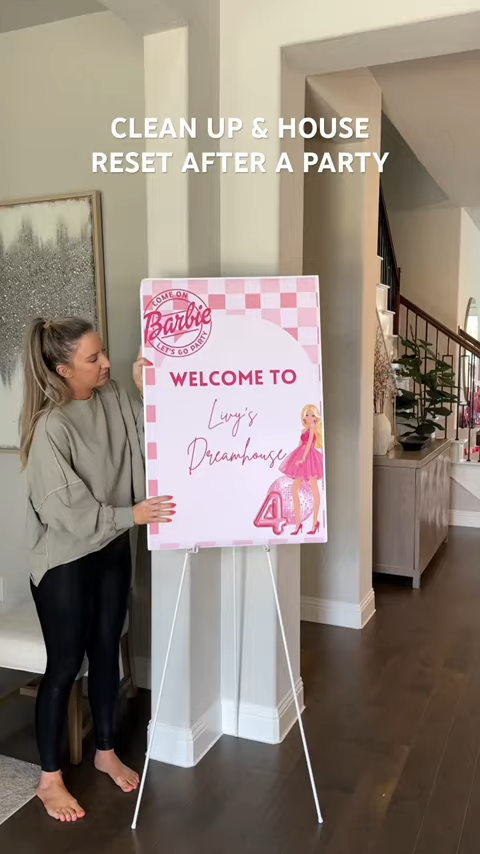 CLEAN UP & HOUSE
RESET AFTER A PARTY
COME ON
Barbie
LET'S GO PARTY
WELCOME TO
Livy's
Dreamhouse
4